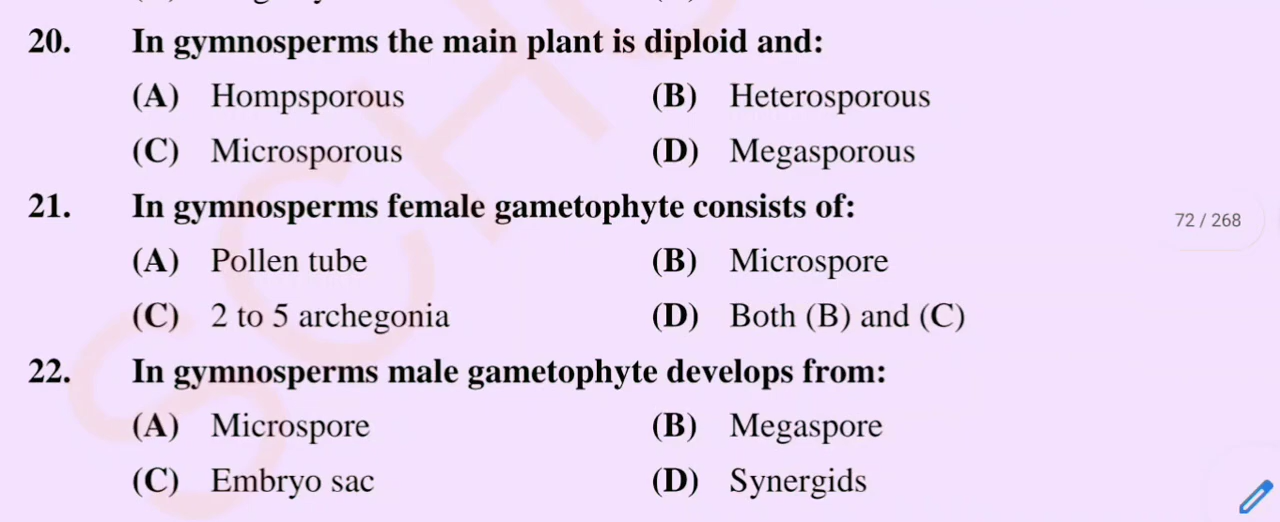 20. In gymnosperms the main plant is diploid and:
(A) Hompsporous (B) Heterosporous
(C) Microsporous (D) Megasporous
21. In gymnosperms female gametophyte consists of:
72 / 268
(A) Pollen tube (B) Microspore
(C) 2 to 5 archegonia (D) Both (B) and (C)
22. In gymnosperms male gametophyte develops from:
(A) Microspore (B) Megaspore
(C) Embryo sac (D) Synergids